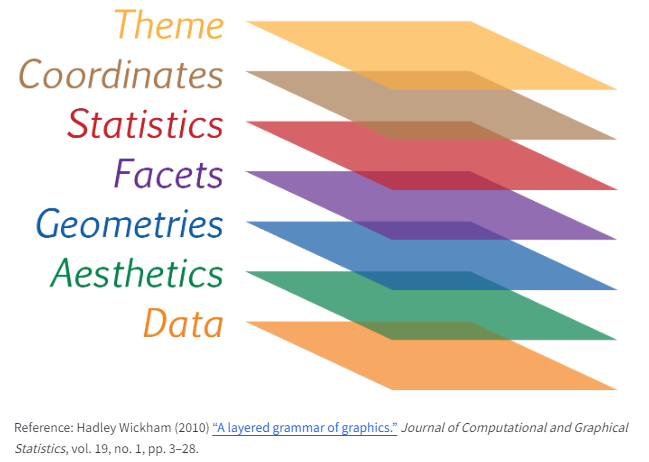 Theme
Coordinates
Statistics
Facets
Geometries
Aesthetics
Data
Reference: Hadley Wickham (2010) “A layered grammar of graphics.” Journal of Computational and Graphical
Statistics, vol. 19, no. 1, pp. 3–28.